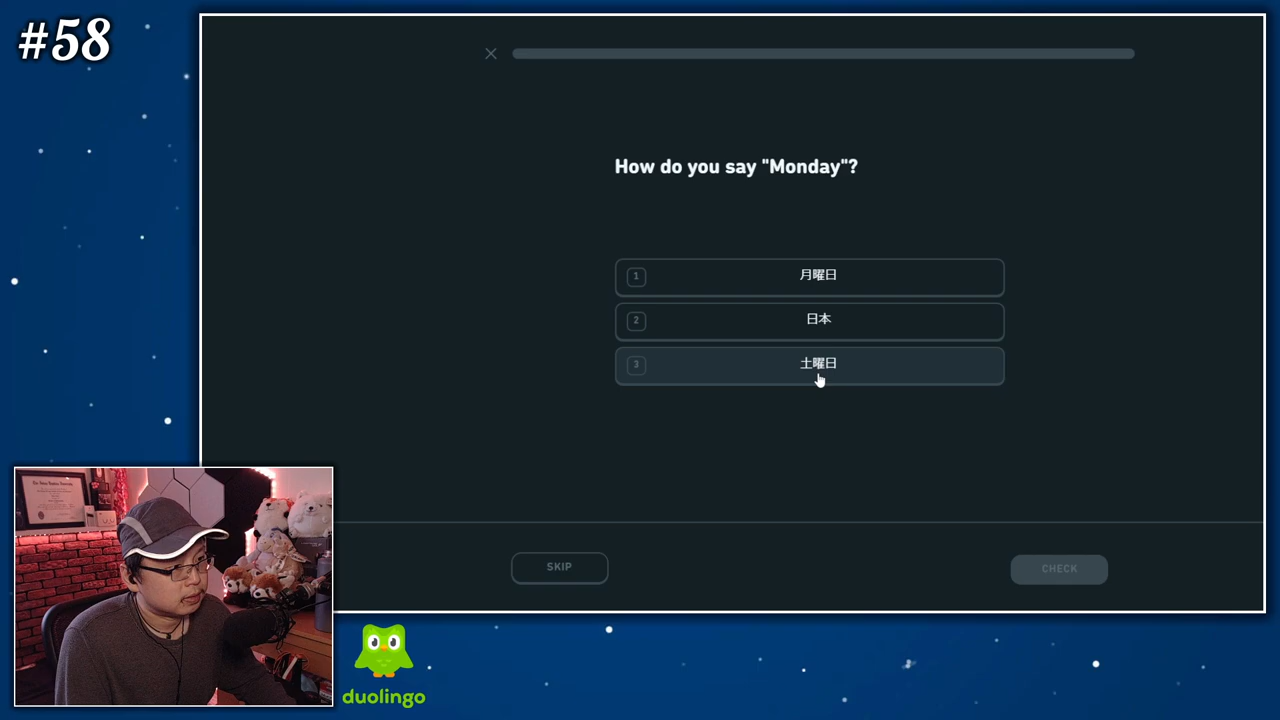 #58
How do you say "Monday"?
1 月曜日
2 日本
3 土曜日
SKIP
CHECK
duolingo